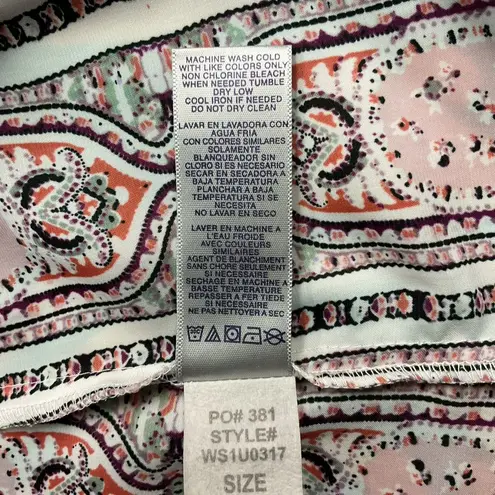 MACHINE WASH COLD
WITH LIKE COLORS ONLY
NON CHLORINE BLEACH
WHEN NEEDED TUMBLE
DRY LOW
COOL IRON IF NEEDED
DO NOT DRY CLEAN
LAVAR EN LAVADORA CON
AGUA FRIA
CON COLORES SIMILARES
SOLAMENTE
BLANQUEADOR SIN
CLORO SI ES NECESARIO
SECAR EN SECADORA A
BAJA TEMPERATURA
PLANCHAR A BAJA
TEMPERATURA SI SE
NECESITA
NO LAVAR EN SECO
LAVER EN MACHINE A
L'EAU FROIDE
AVEC COULEURS
SIMILAIRES
AGENT DE BLANCHIMENT
SANS CHORE SEULEMENT
SI NECESSAIRE
SECHAGE EN MACHINE A
BASSE TEMPERATURE
REPASSER A FER TIEDE
SI NECESSAIRE
NE PAS NETTOYER A SEC
PO# 381
STYLE#
WS1U0317
SIZE